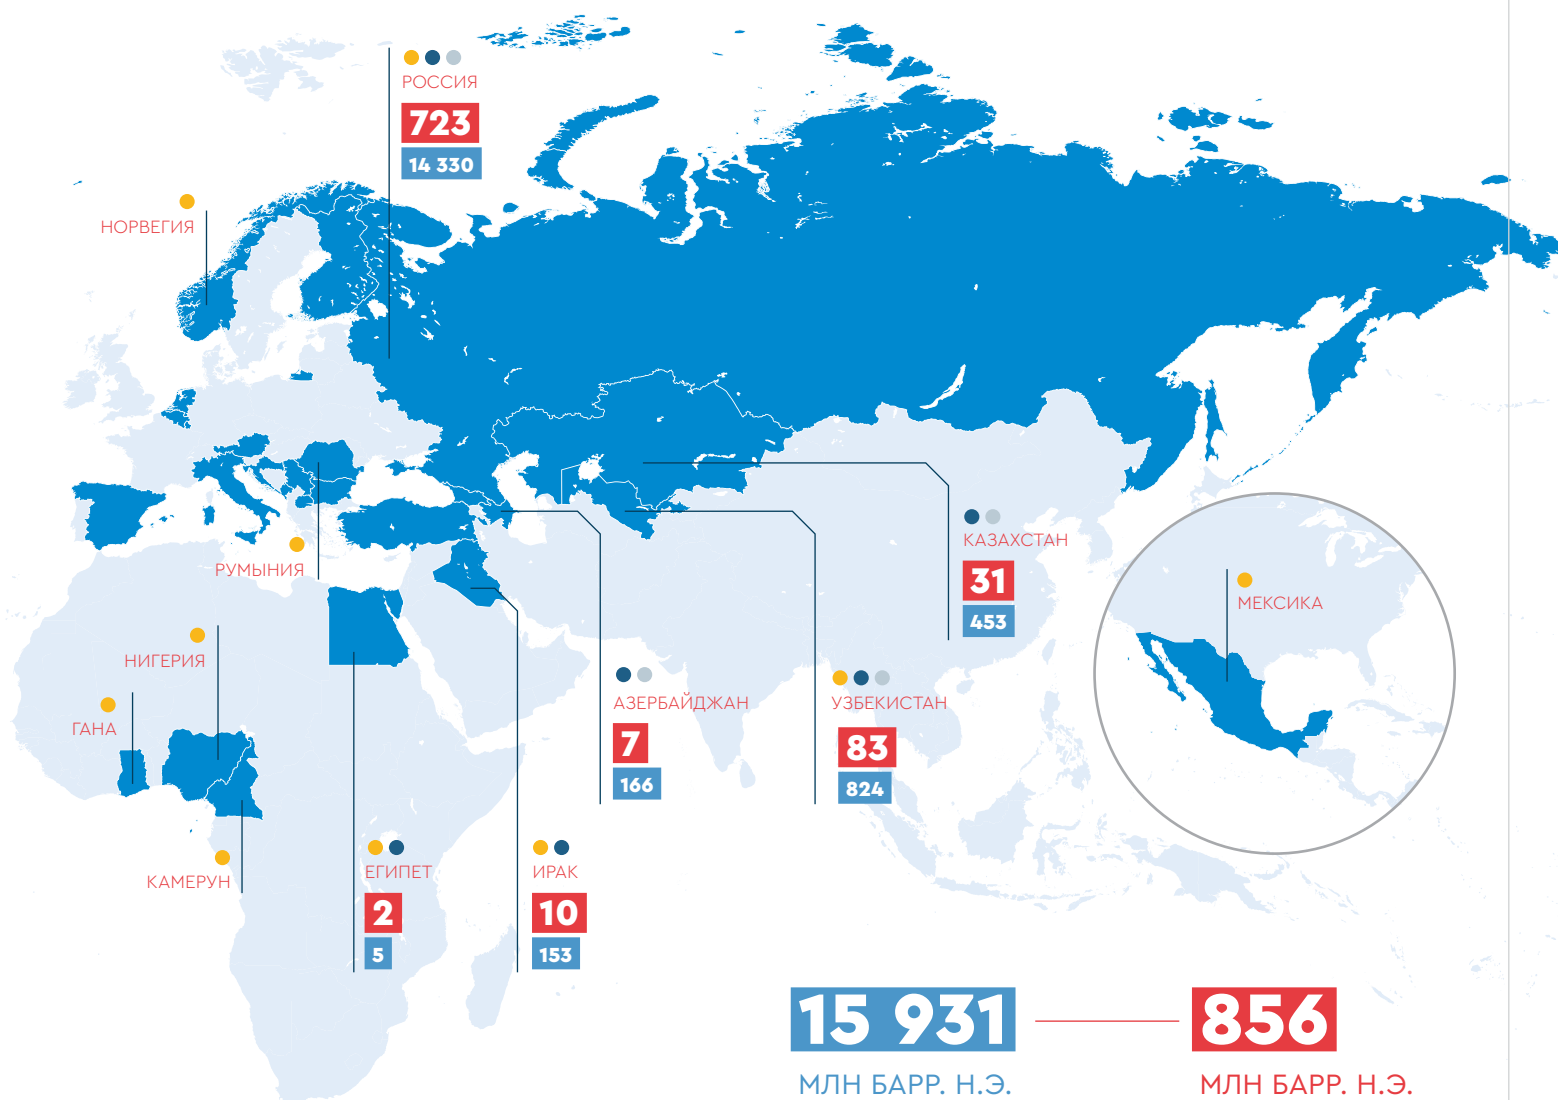 РОССИЯ
723
14 330
НОРВЕГИЯ
КАЗАХСТАН
31
453
РУМЫНИЯ
МЕКСИКА
НИГЕРИЯ
АЗЕРБАЙДЖАН
7
166
УЗБЕКИСТАН
83
824
ГАНА
КАМЕРУН
ЕГИПЕТ
2
5
ИРАК
10
153
15 931
МЛН БАРР. Н.Э.
856
МЛН БАРР. Н.Э.